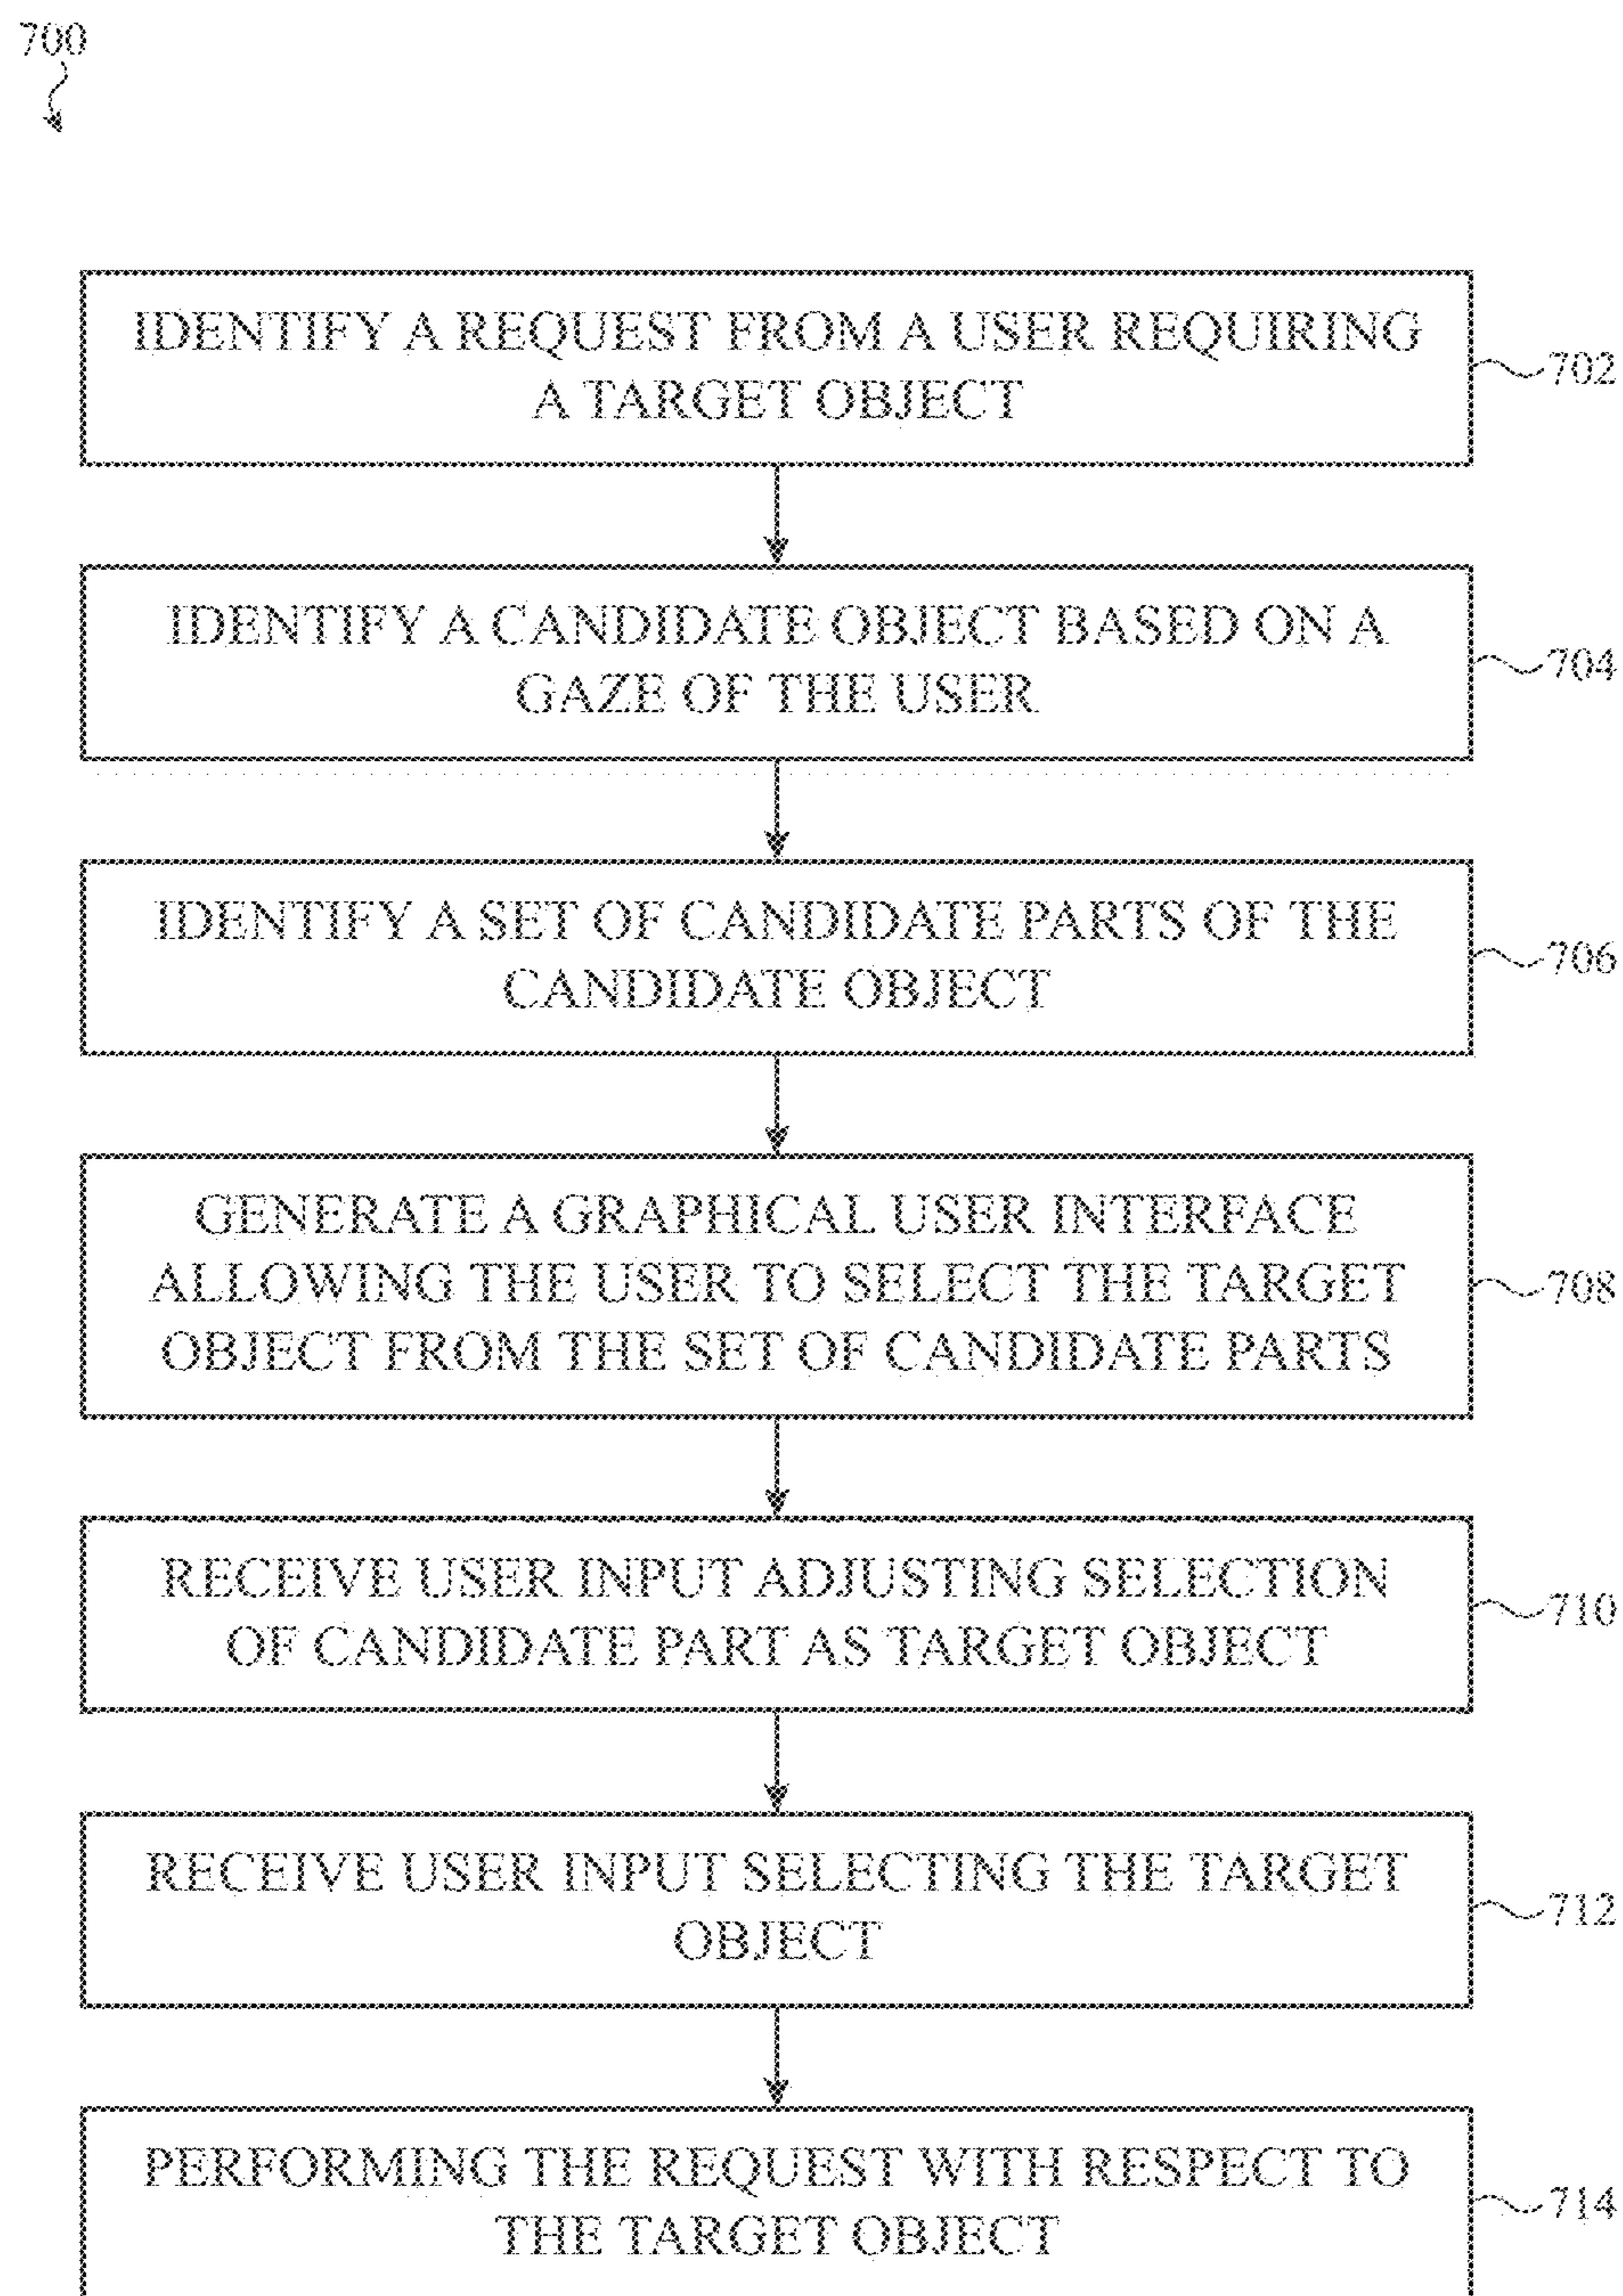 700
IDENTIFY A REQUEST FROM A USER REQUIRING
A TARGET OBJECT
702
IDENTIFY A CANDIDATE OBJECT BASED ON A
GAZE OF THE USER
704
IDENTIFY A SET OF CANDIDATE PARTS OF THE
CANDIDATE OBJECT
706
GENERATE A GRAPHICAL USER INTERFACE
ALLOWING THE USER TO SELECT THE TARGET
OBJECT FROM THE SET OF CANDIDATE PARTS
708
RECEIVE USER INPUT ADJUSTING SELECTION
OF CANDIDATE PART AS TARGET OBJECT
710
RECEIVE USER INPUT SELECTING THE TARGET
OBJECT
712
PERFORMING THE REQUEST WITH RESPECT TO
THE TARGET OBJECT
714